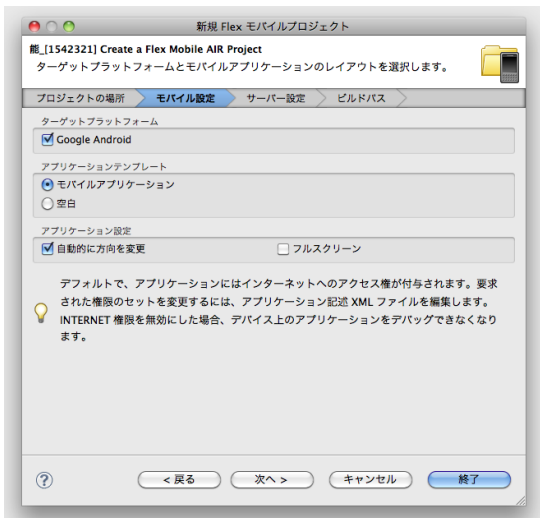 新規 Flex モバイルプロジェクト
能_[1542321] Create a Flex Mobile AIR Project
ターゲットプラットフォームとモバイルアプリケーションのレイアウトを選択します。
プロジェクトの場所 モバイル設定 サーバー設定 ビルドパス
ターゲットプラットフォーム
Google Android
アプリケーションテンプレート
モバイルアプリケーション
空白
アプリケーション設定
自動的に方向を変更 フルスクリーン
デフォルトで、アプリケーションにはインターネットへのアクセス権が付与されます。要求
された権限のセットを変更するには、アプリケーション記述 XML ファイルを編集します。
INTERNET 権限を無効にした場合、デバイス上のアプリケーションをデバッグできなくなり
ます。
? < 戻る 次へ > キャンセル 終了